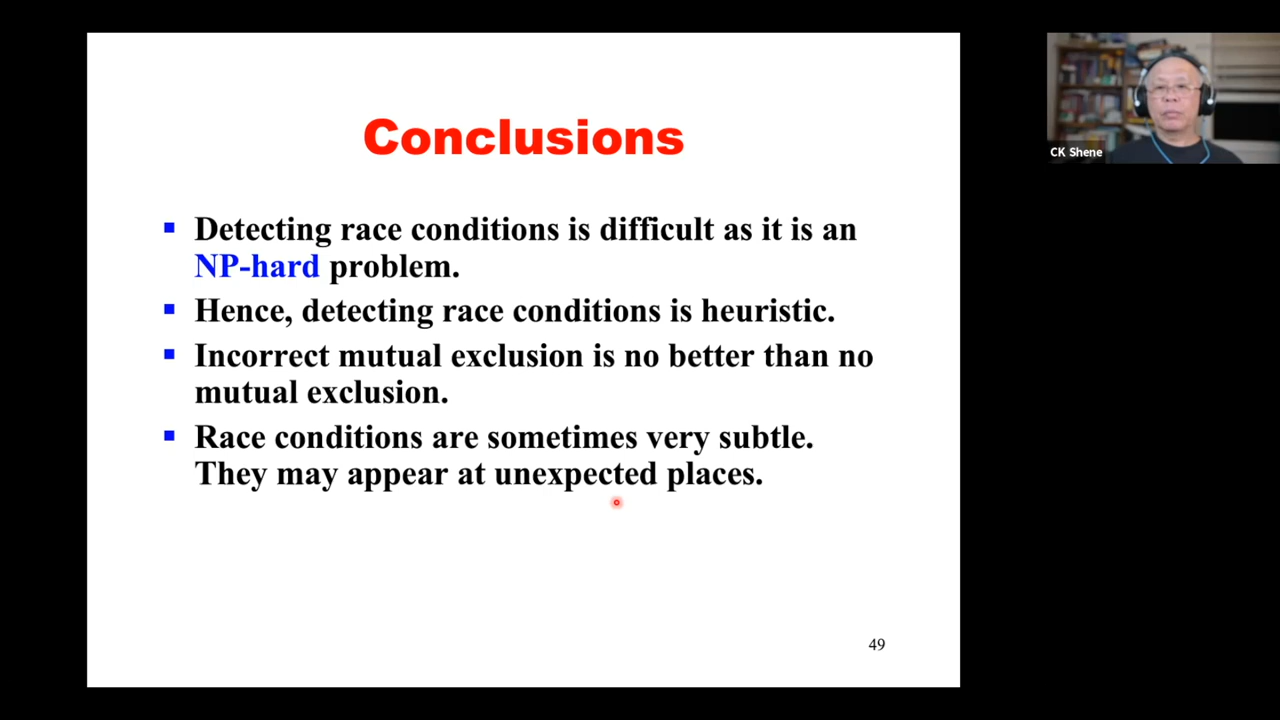 Conclusions
Detecting race conditions is difficult as it is an
NP-hard problem.
Hence, detecting race conditions is heuristic.
Incorrect mutual exclusion is no better than no
mutual exclusion.
Race conditions are sometimes very subtle.
They may appear at unexpected places.
49
CK Shene